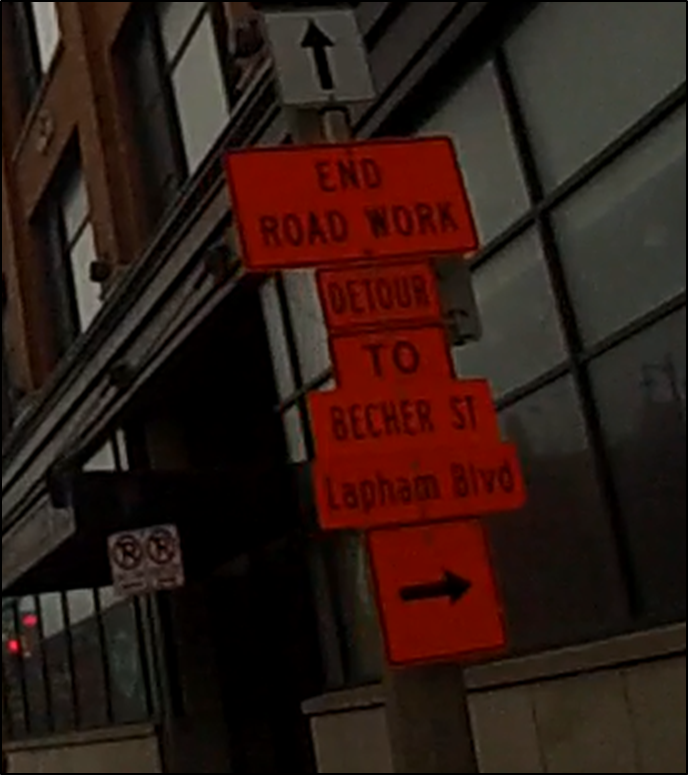 END
ROAD WORK
DETOUR
TO
BECHER ST
Lapham Blvd